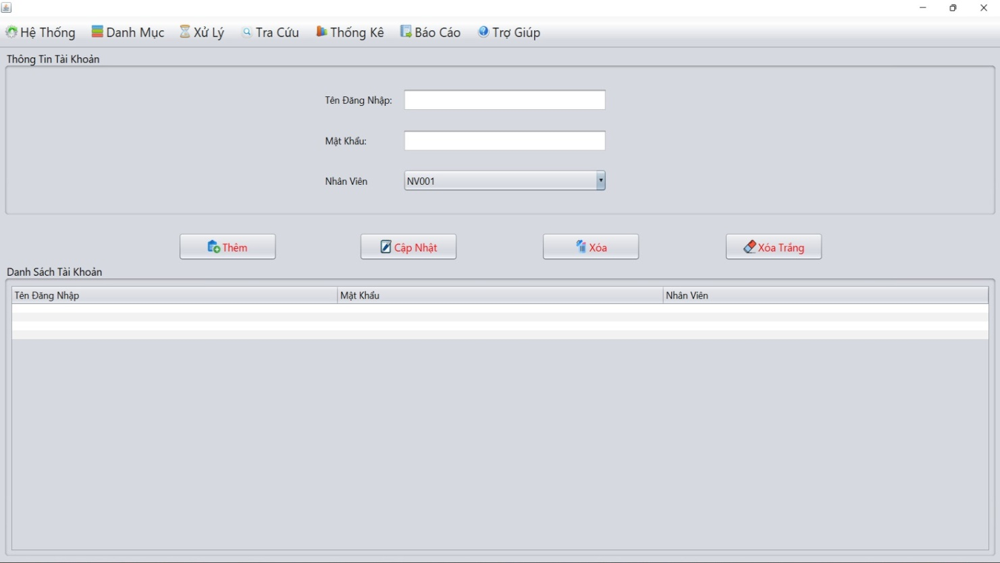 Hệ Thống Danh Mục Xử Lý Tra Cứu Thống Kê Báo Cáo Trợ Giúp
Thông Tin Tài Khoản
Tên Đăng Nhập:
Mật Khẩu:
Nhân Viên NV001
Thêm Cập Nhật Xóa Xóa Trắng
Danh Sách Tài Khoản
Tên Đăng Nhập Mật Khẩu Nhân Viên